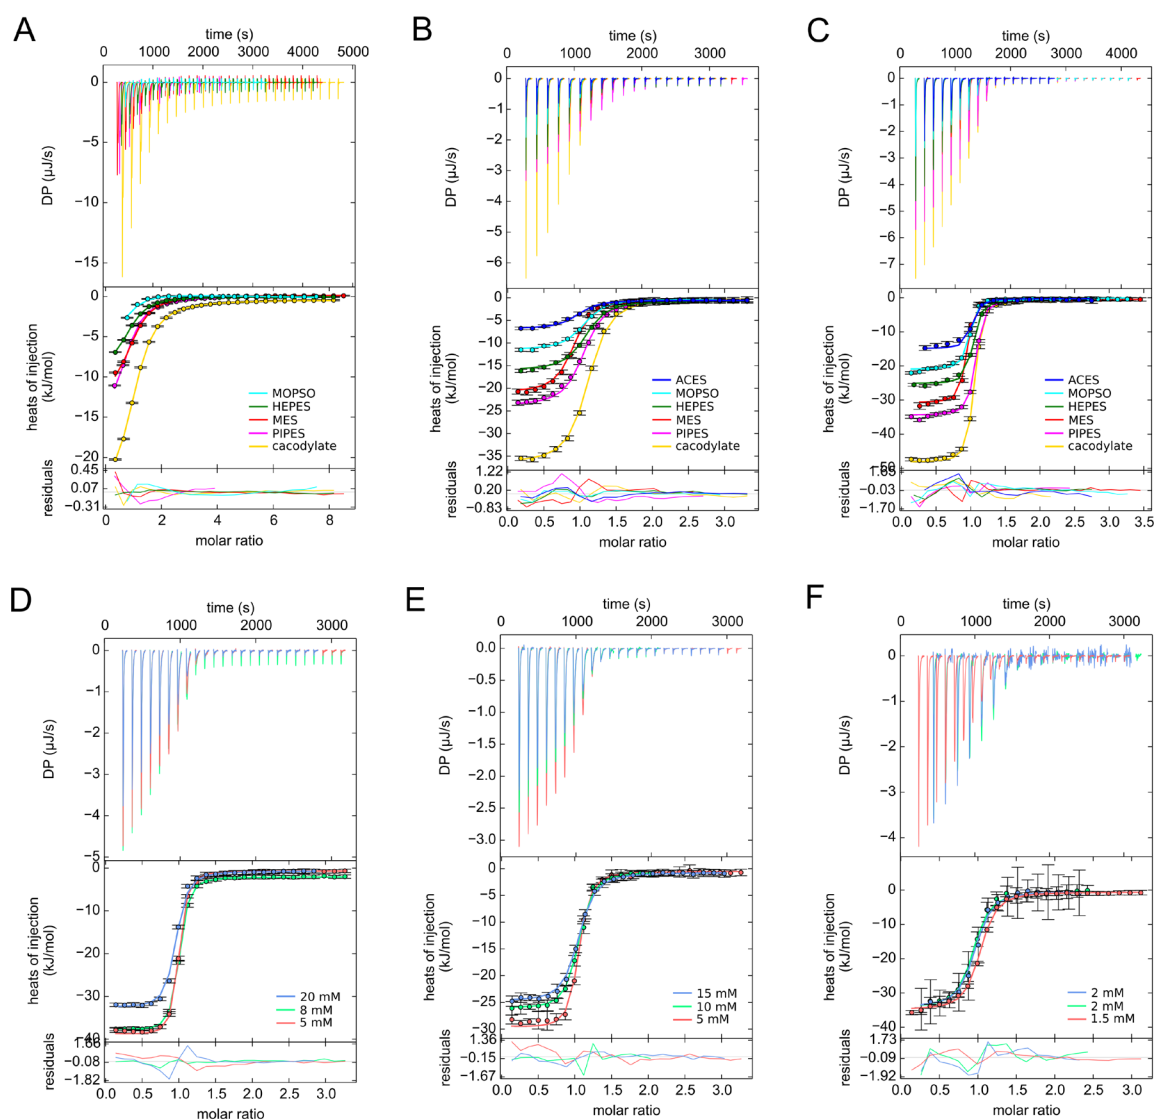 A
time (s)
0 1000 2000 3000 4000 5000
0
−5
−10
−15
DP (µJ/s)
0
−5
−10
−15
−20
heats of injection
(kJ/mol)
MOPSO
HEPES
MES
PIPES
cacodylate
0.45
0.07
−0.31
residuals
0 2 4 6 8
molar ratio
B
time (s)
0 1000 2000 3000
0
−1
−2
−3
−4
−5
−6
DP (µJ/s)
0
−5
−10
−15
−20
−25
−30
−35
heats of injection
(kJ/mol)
ACES
MOPSO
HEPES
MES
PIPES
cacodylate
1.22
0.20
−0.83
residuals
0.0 0.5 1.0 1.5 2.0 2.5 3.0
molar ratio
C
time (s)
0 1000 2000 3000 4000
0
−1
−2
−3
−4
−5
−6
−7
DP (µJ/s)
0
−10
−20
−30
−40
heats of injection
(kJ/mol)
ACES
MOPSO
HEPES
MES
PIPES
cacodylate
−0.03
−1.70
residuals
0.0 0.5 1.0 1.5 2.0 2.5 3.0 3.5
molar ratio
D
time (s)
0 1000 2000 3000
0
−1
−2
−3
−4
−5
DP (µJ/s)
0
−10
−20
−30
−40
heats of injection
(kJ/mol)
20 mM
8 mM
5 mM
−0.08
−1.82
residuals
0.0 0.5 1.0 1.5 2.0 2.5 3.0
molar ratio
E
time (s)
0 1000 2000 3000
0.0
−0.5
−1.0
−1.5
−2.0
−2.5
−3.0
DP (µJ/s)
0
−5
−10
−15
−20
−25
−30
heats of injection
(kJ/mol)
15 mM
10 mM
5 mM
1.36
−0.15
−1.67
residuals
0.0 0.5 1.0 1.5 2.0 2.5 3.0
molar ratio
F
time (s)
0 1000 2000 3000
0
−1
−2
−3
−4
DP (µJ/s)
0
−10
−20
−30
−40
heats of injection
(kJ/mol)
2 mM
2 mM
1.5 mM
1.73
−0.09
−1.92
residuals
0.0 0.5 1.0 1.5 2.0 2.5 3.0
molar ratio